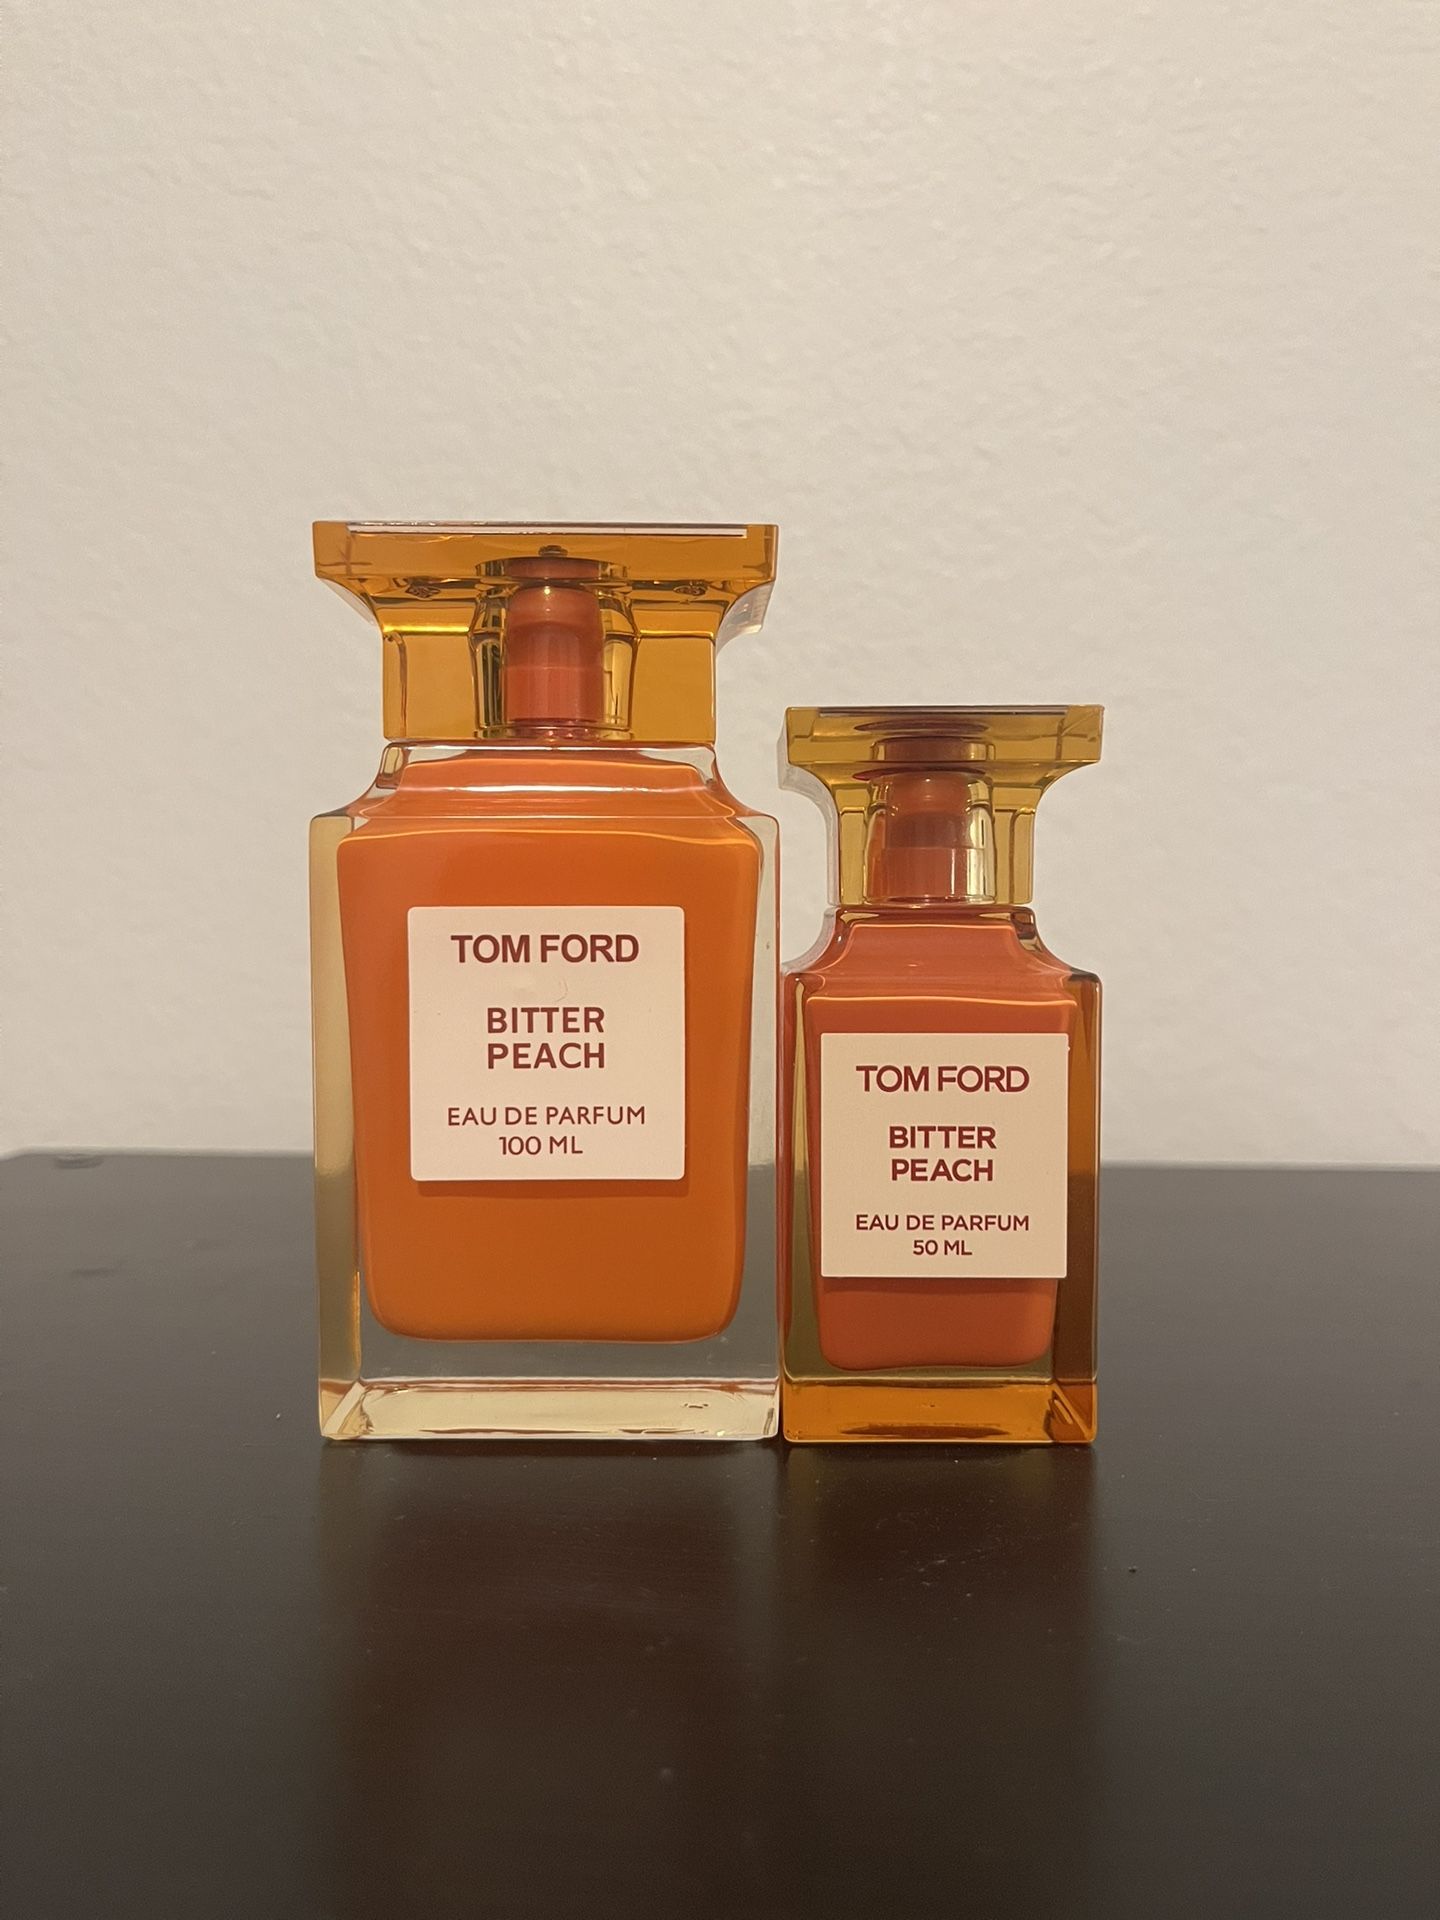 TOM FORD
BITTER
PEACH
EAU DE PARFUM
100 ML
TOM FORD
BITTER
PEACH
EAU DE PARFUM
50 ML